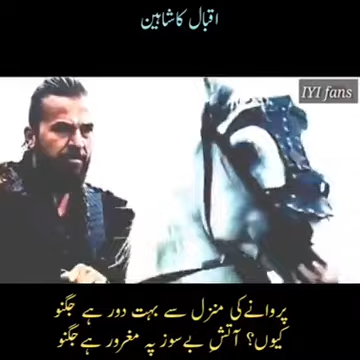 اقبال کا شاہین
IYI fans
پروانے کی منزل سے بہت دور ہے جگنو
کیوں؟ آتشِ بے سوز پہ مغرور ہے جگنو